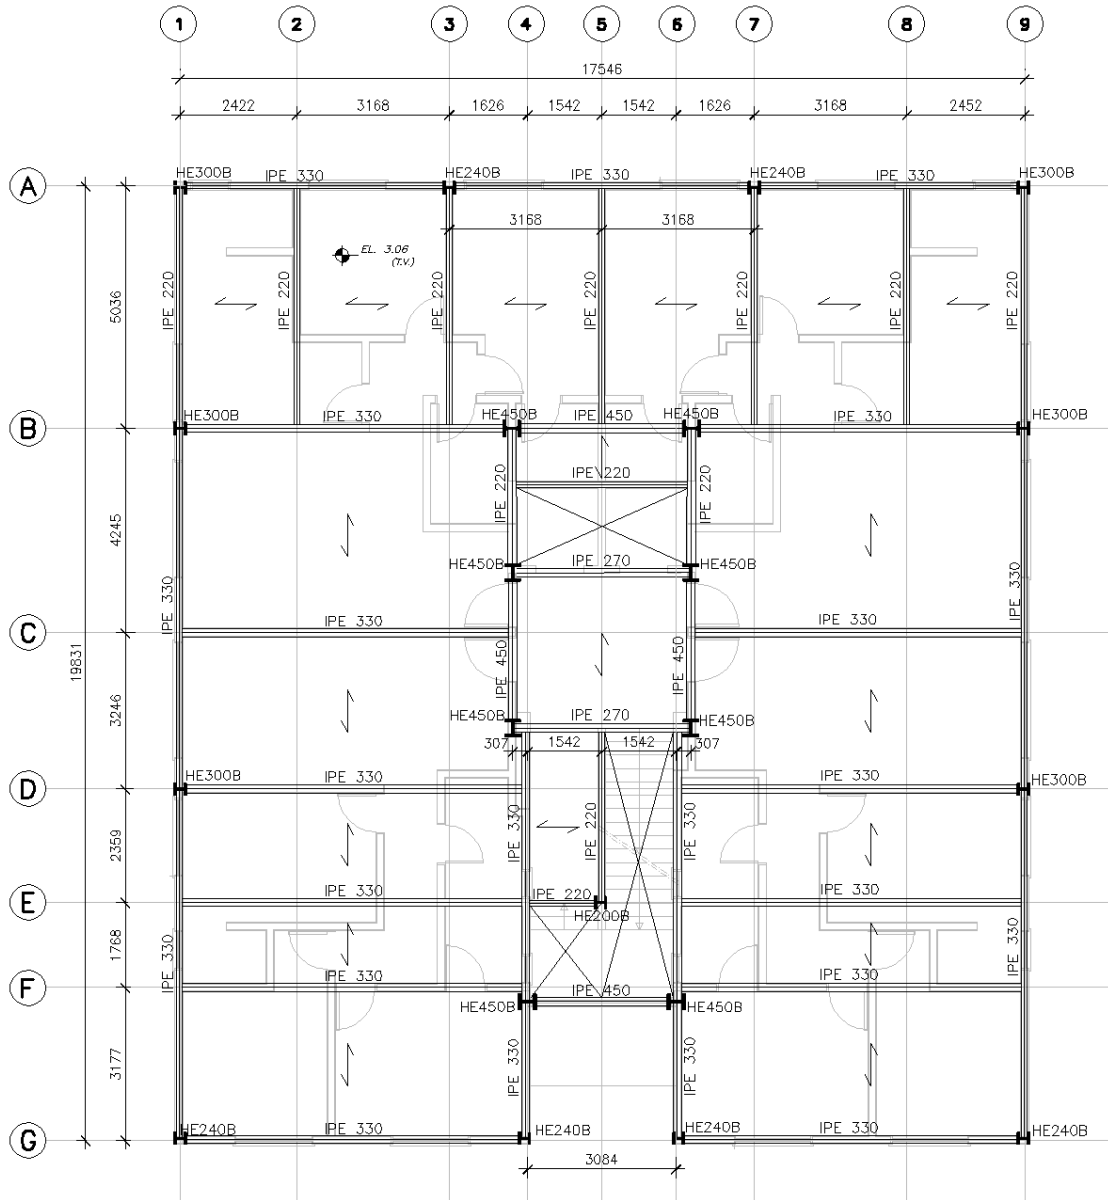 1 2 3 4 5 6 7 8 9
17546
2422 3168 1626 1542 1542 1626 3168 2452
HE300B IPE 330 HE240B IPE 330 HE240B IPE 330 HE300B
A
3168 3168
EL. 3.06
(T.V.)
5036
IPE 220 IPE 220 IPE 220 IPE 220 IPE 220 IPE 220 IPE 220
HE300B IPE 330 HE450B IPE 450 HE450B IPE 330 HE300B
B
IPE 220
IPE 220 IPE 220
4245
HE450B IPE 270 HE450B
IPE 330 IPE 330
IPE 330 IPE 330
C
19831
IPE 450 IPE 450
3246
HE450B IPE 270 HE450B
307 1542 1542 307
HE300B IPE 330 IPE 330 HE300B
D
2359
IPE 330 IPE 220 IPE 330
IPE 330 IPE 220 IPE 330
E
HE200B
1768
IPE 330 IPE 330
IPE 330 IPE 330
F
IPE 450
HE450B HE450B
3177
IPE 330 IPE 330
HE240B IPE 330 HE240B HE240B IPE 330 HE240B
G
3084